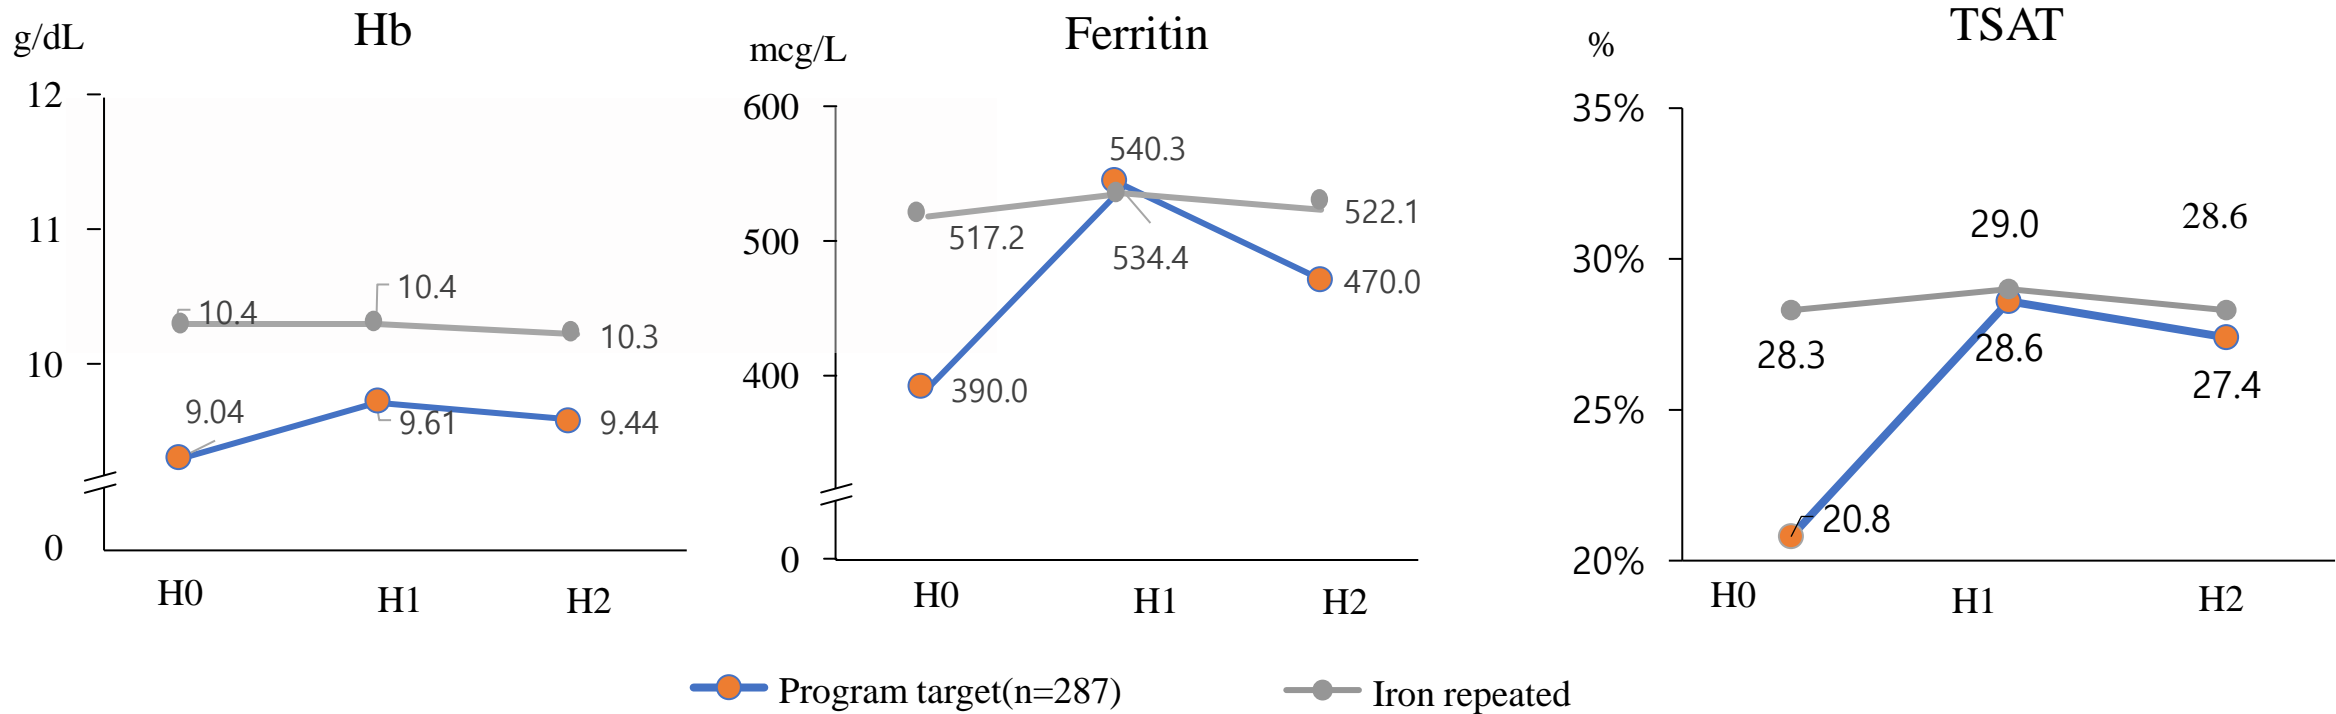 Hb
g/dL
12
11
10
0
10.4
10.4
10.3
9.04
9.61
9.44
H0
H1
H2
Ferritin
mcg/L
600
500
400
0
540.3
517.2
534.4
522.1
390.0
470.0
H0
H1
H2
TSAT
%
35%
30%
25%
20%
29.0
28.6
28.3
28.6
27.4
20.8
H0
H1
H2
Program target(n=287)
Iron repeated